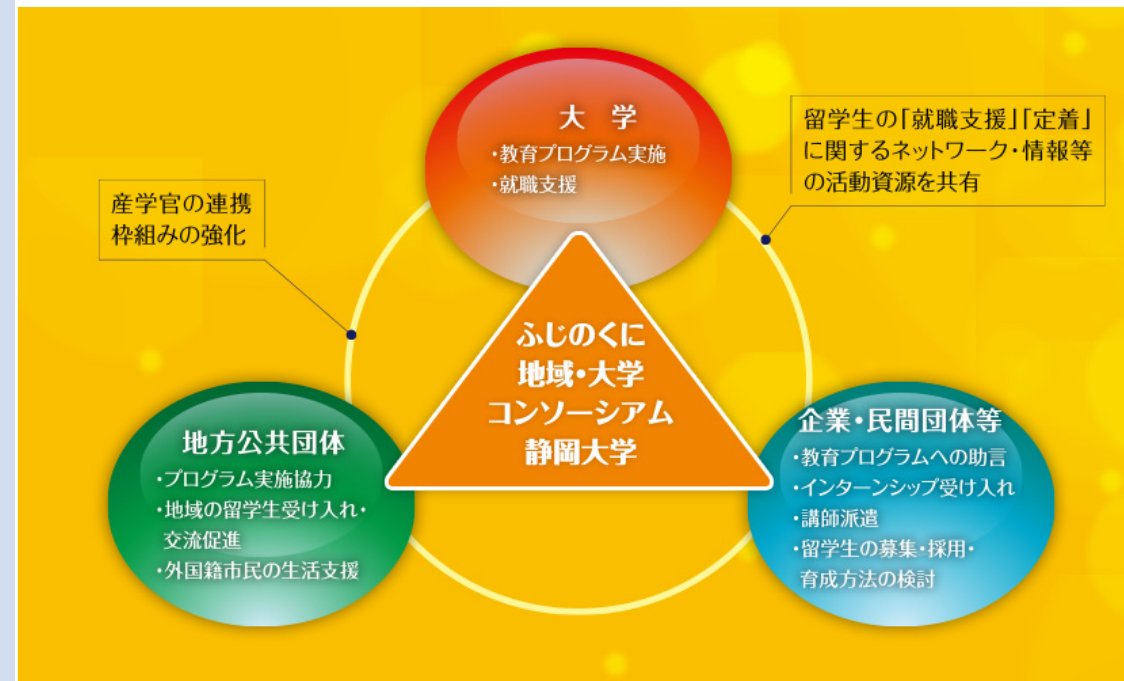 大　学
・教育プログラム実施
・就職支援
留学生の「就職支援」「定着」
に関するネットワーク・情報等
の活動資源を共有
産学官の連携
枠組みの強化
ふじのくに
地域・大学
コンソーシアム
静岡大学
地方公共団体
・プログラム実施協力
・地域の留学生受け入れ・
交流促進
・外国籍市民の生活支援
企業・民間団体等
・教育プログラムへの助言
・インターンシップ受け入れ
・講師派遣
・留学生の募集・採用・
育成方法の検討